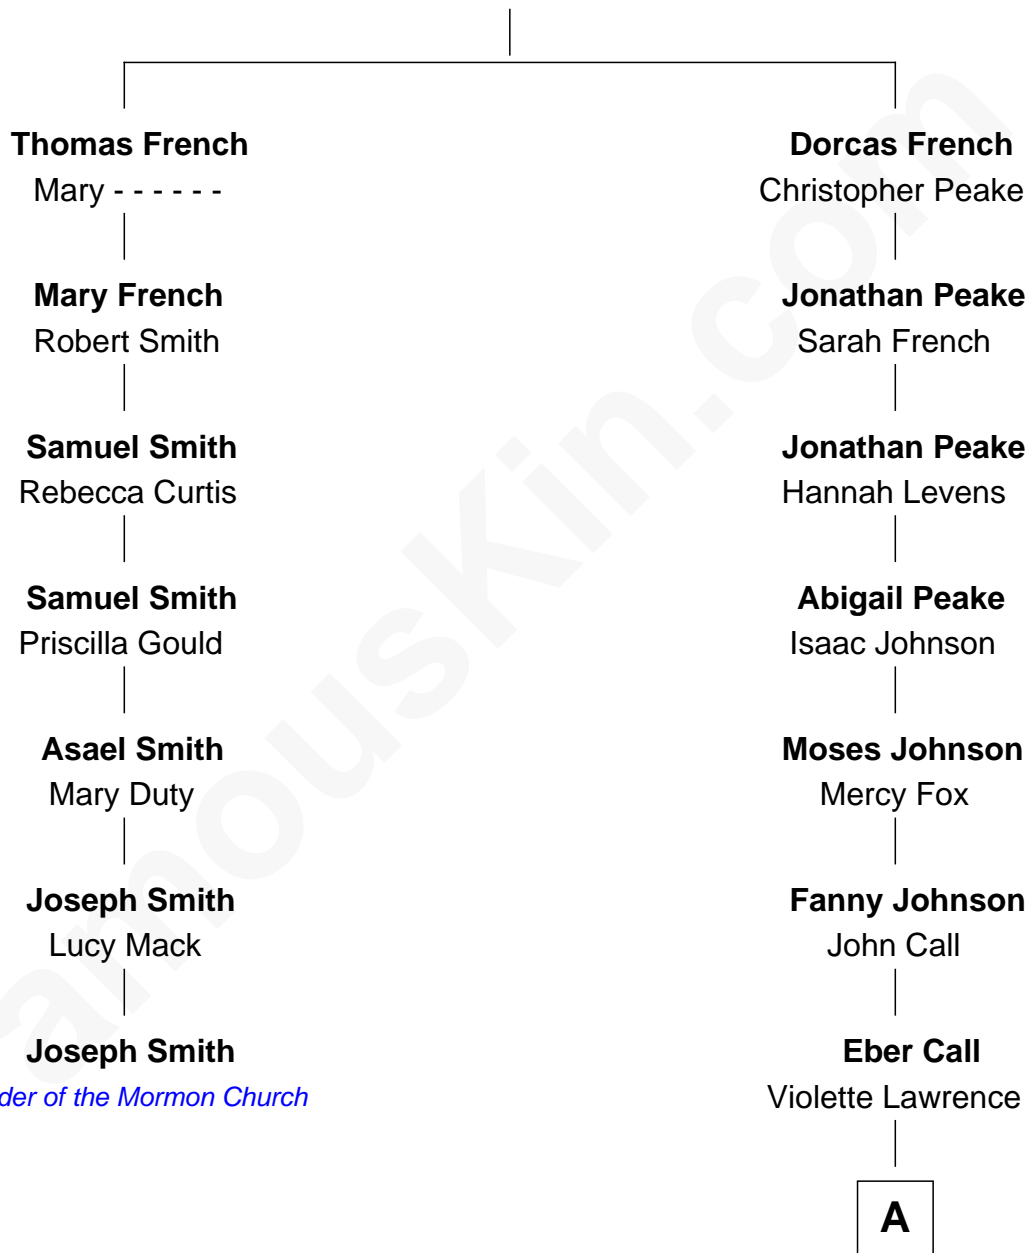 Thomas French
Mary - - - - - -
Mary French
Robert Smith
Samuel Smith
Rebecca Curtis
Samuel Smith
Priscilla Gould
Asael Smith
Mary Duty
Joseph Smith
Lucy Mack
Joseph Smith
der of the Mormon Church
Dorcas French
Christopher Peake
Jonathan Peake
Sarah French
Jonathan Peake
Hannah Levens
Abigail Peake
Isaac Johnson
Moses Johnson
Mercy Fox
Fanny Johnson
John Call
Eber Call
Violette Lawrence
A
amouskin.com